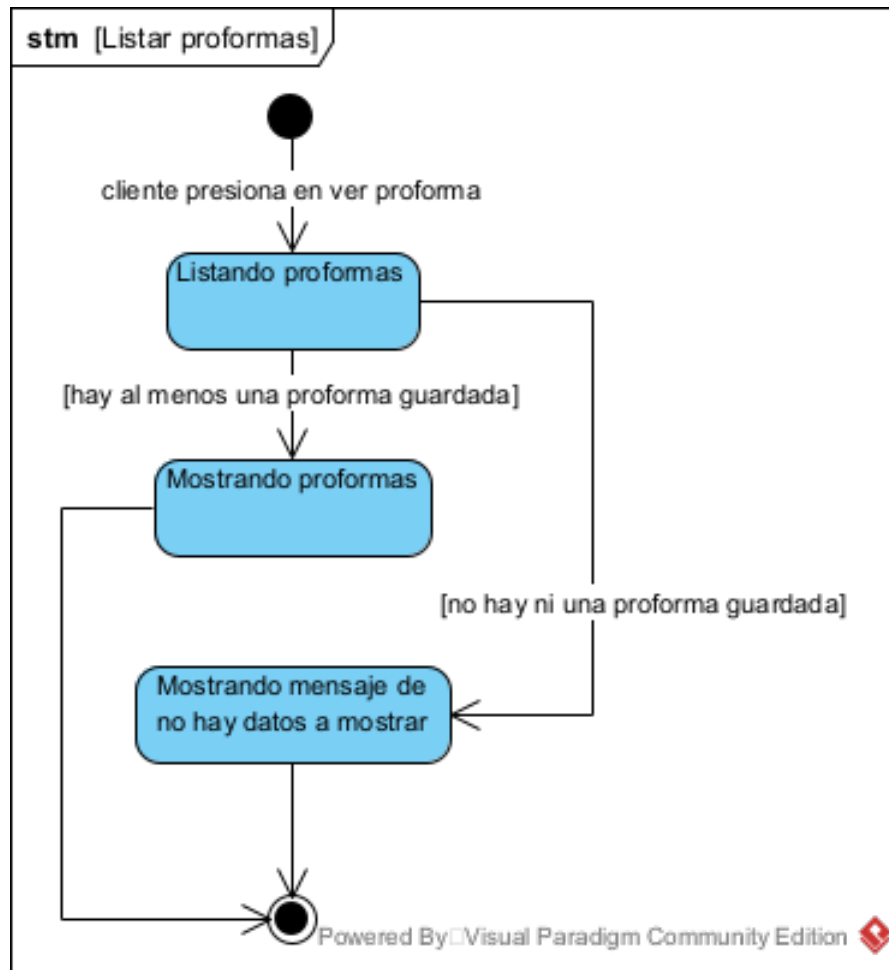 stm [Listar proformas]
cliente presiona en ver proforma
Listando proformas
[hay al menos una proforma guardada]
Mostrando proformas
[no hay ni una proforma guardada]
Mostrando mensaje de
no hay datos a mostrar
Powered By Visual Paradigm Community Edition